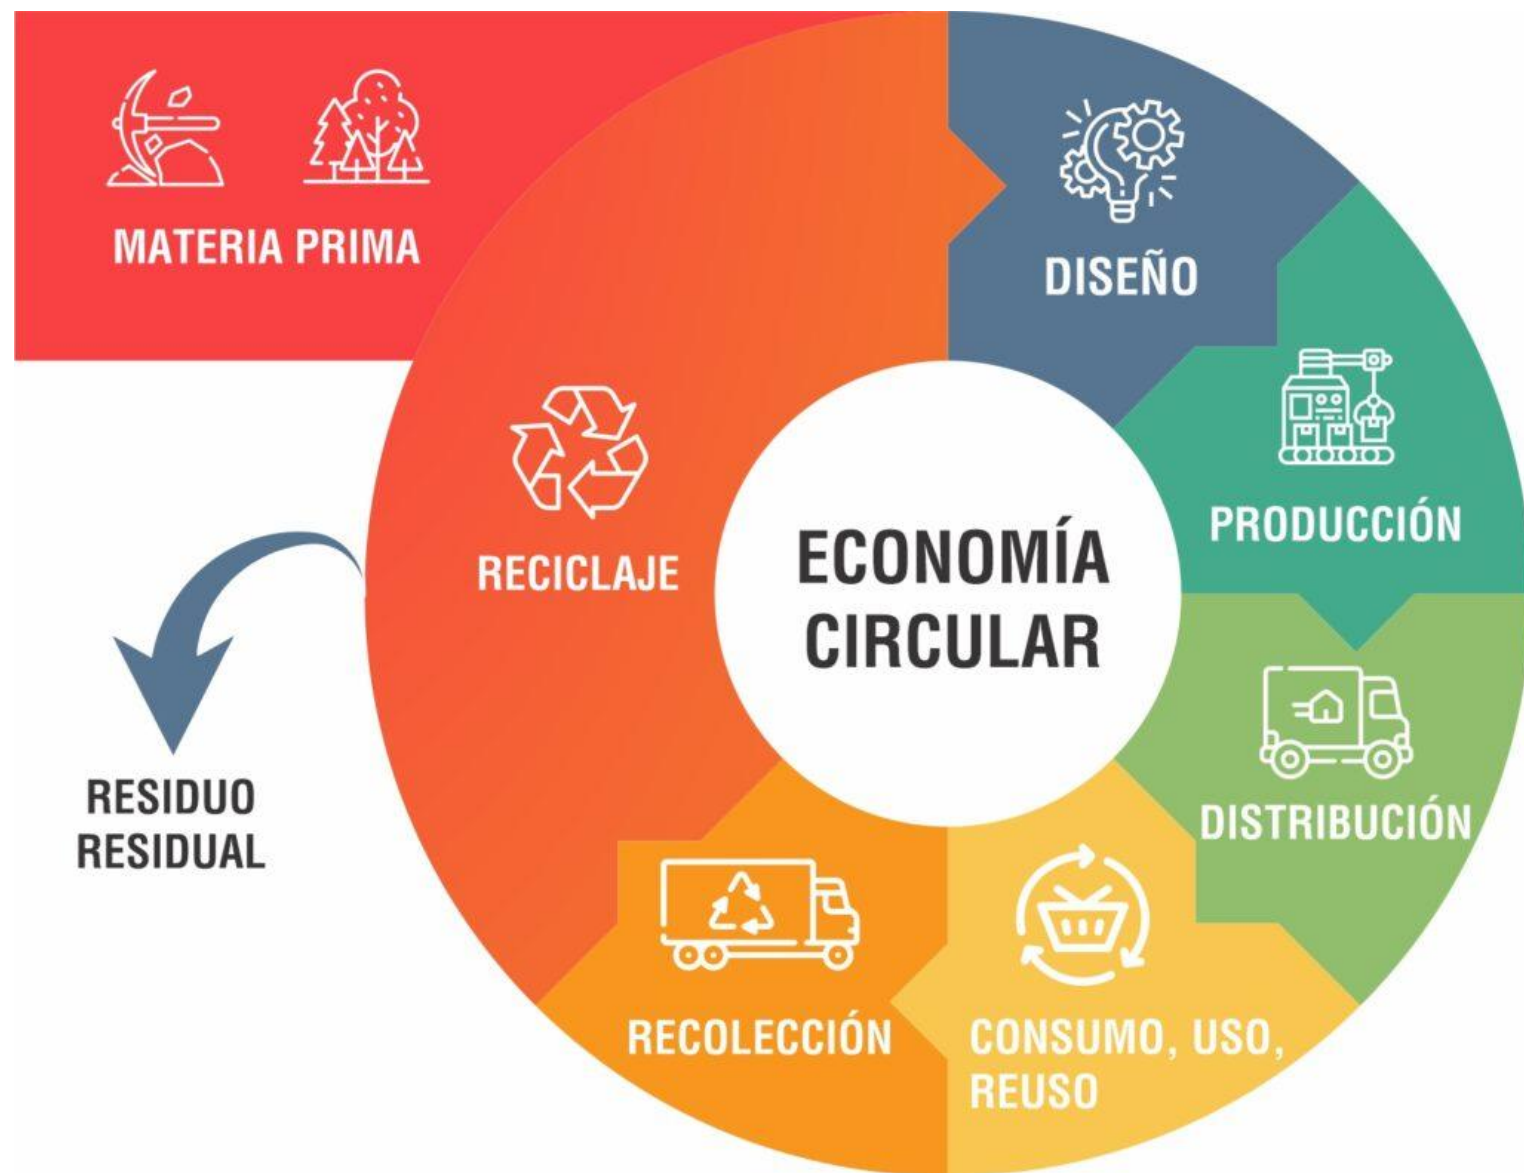 MATERIA PRIMA
DISEÑO
PRODUCCIÓN
DISTRIBUCIÓN
CONSUMO, USO,
REUSO
RECOLECCIÓN
RECICLAJE
ECONOMÍA
CIRCULAR
RESIDUO
RESIDUAL